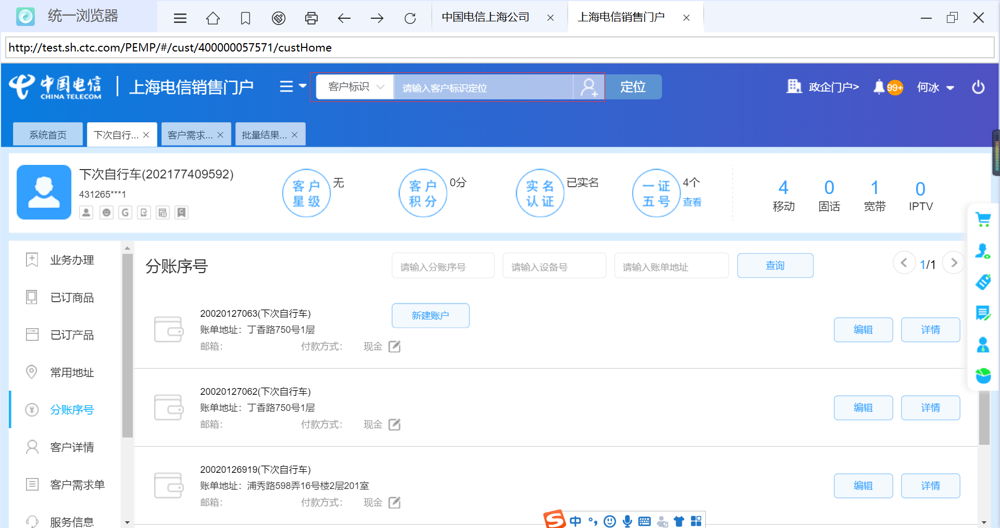 统一浏览器
中国电信上海公司
上海电信销售门户
http://test.sh.ctc.com/PEMP/#/cust/400000057571/custHome
中国电信
CHINA TELECOM
上海电信销售门户
客户标识
请输入客户标识定位
定位
政企门户>
99+
何冰
系统首页
下次自行...
客户需求...
批量结果...
下次自行车(202177409592)
431265***1
客户星级
无
客户积分
0分
实名认证
已实名
一证五号
4个
查看
4
移动
0
固话
1
宽带
0
IPTV
业务办理
已订商品
已订产品
常用地址
分账序号
客户详情
客户需求单
服务信息
分账序号
请输入分账序号
请输入设备号
请输入账单地址
查询
1/1
20020127063(下次自行车)
新建账户
账单地址：丁香路750号1层
邮箱：
付款方式：
现金
编辑
详情
20020127062(下次自行车)
账单地址：丁香路750号1层
邮箱：
付款方式：
现金
编辑
详情
20020126919(下次自行车)
账单地址：浦秀路598弄16号楼2层201室
邮箱：
付款方式：
现金
编辑
详情
中